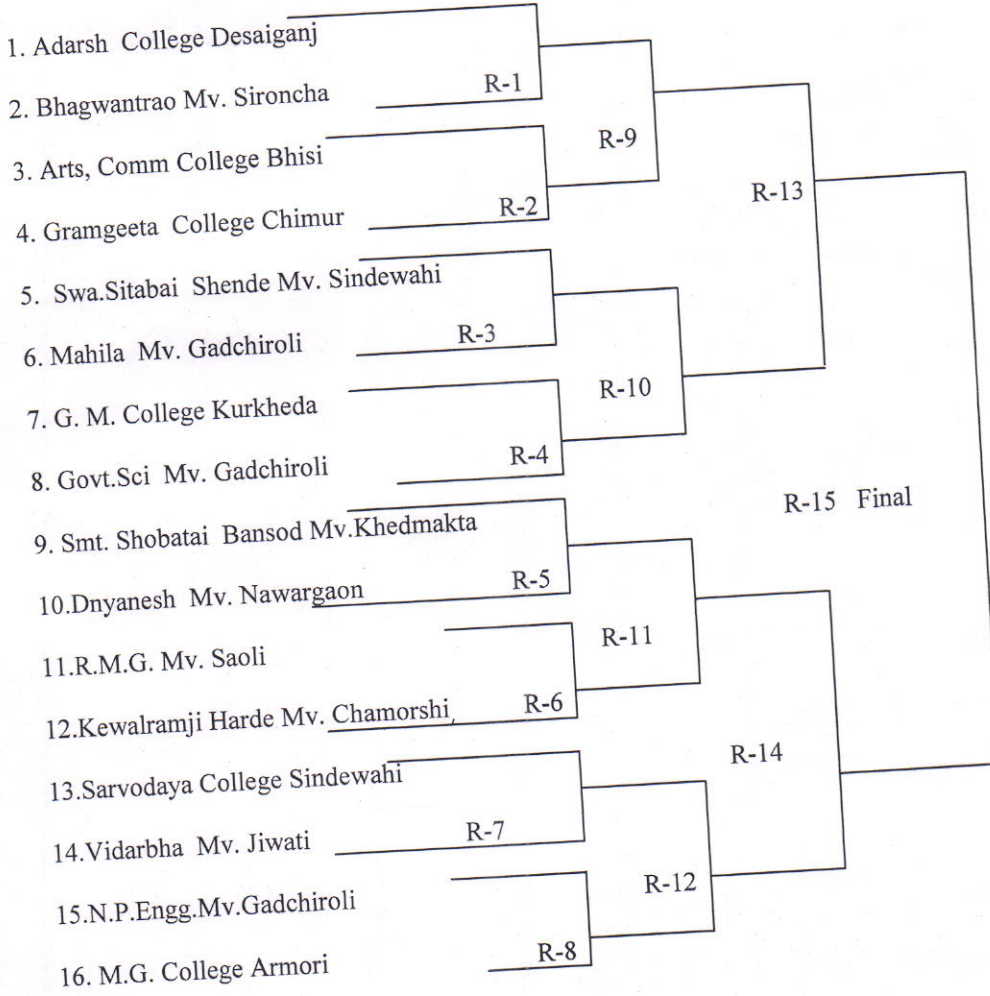 1. Adarsh College Desaiganj
R-1
2. Bhagwantrao Mv. Sironcha
R-9
3. Arts, Comm College Bhisi
R-2
R-13
4. Gramgeeta College Chimur
5. Swa.Sitabai Shende Mv. Sindewahi
R-3
6. Mahila Mv. Gadchiroli
R-10
7. G. M. College Kurkheda
R-4
8. Govt.Sci Mv. Gadchiroli
R-15 Final
9. Smt. Shobatai Bansod Mv.Khedmakta
R-5
10.Dnyanesh Mv. Nawargaon
R-11
11.R.M.G. Mv. Saoli
R-6
12.Kewalramji Harde Mv. Chamorshi
R-14
13.Sarvodaya College Sindewahi
R-7
14.Vidarbha Mv. Jiwati
R-12
15.N.P.Engg.Mv.Gadchiroli
R-8
16. M.G. College Armori